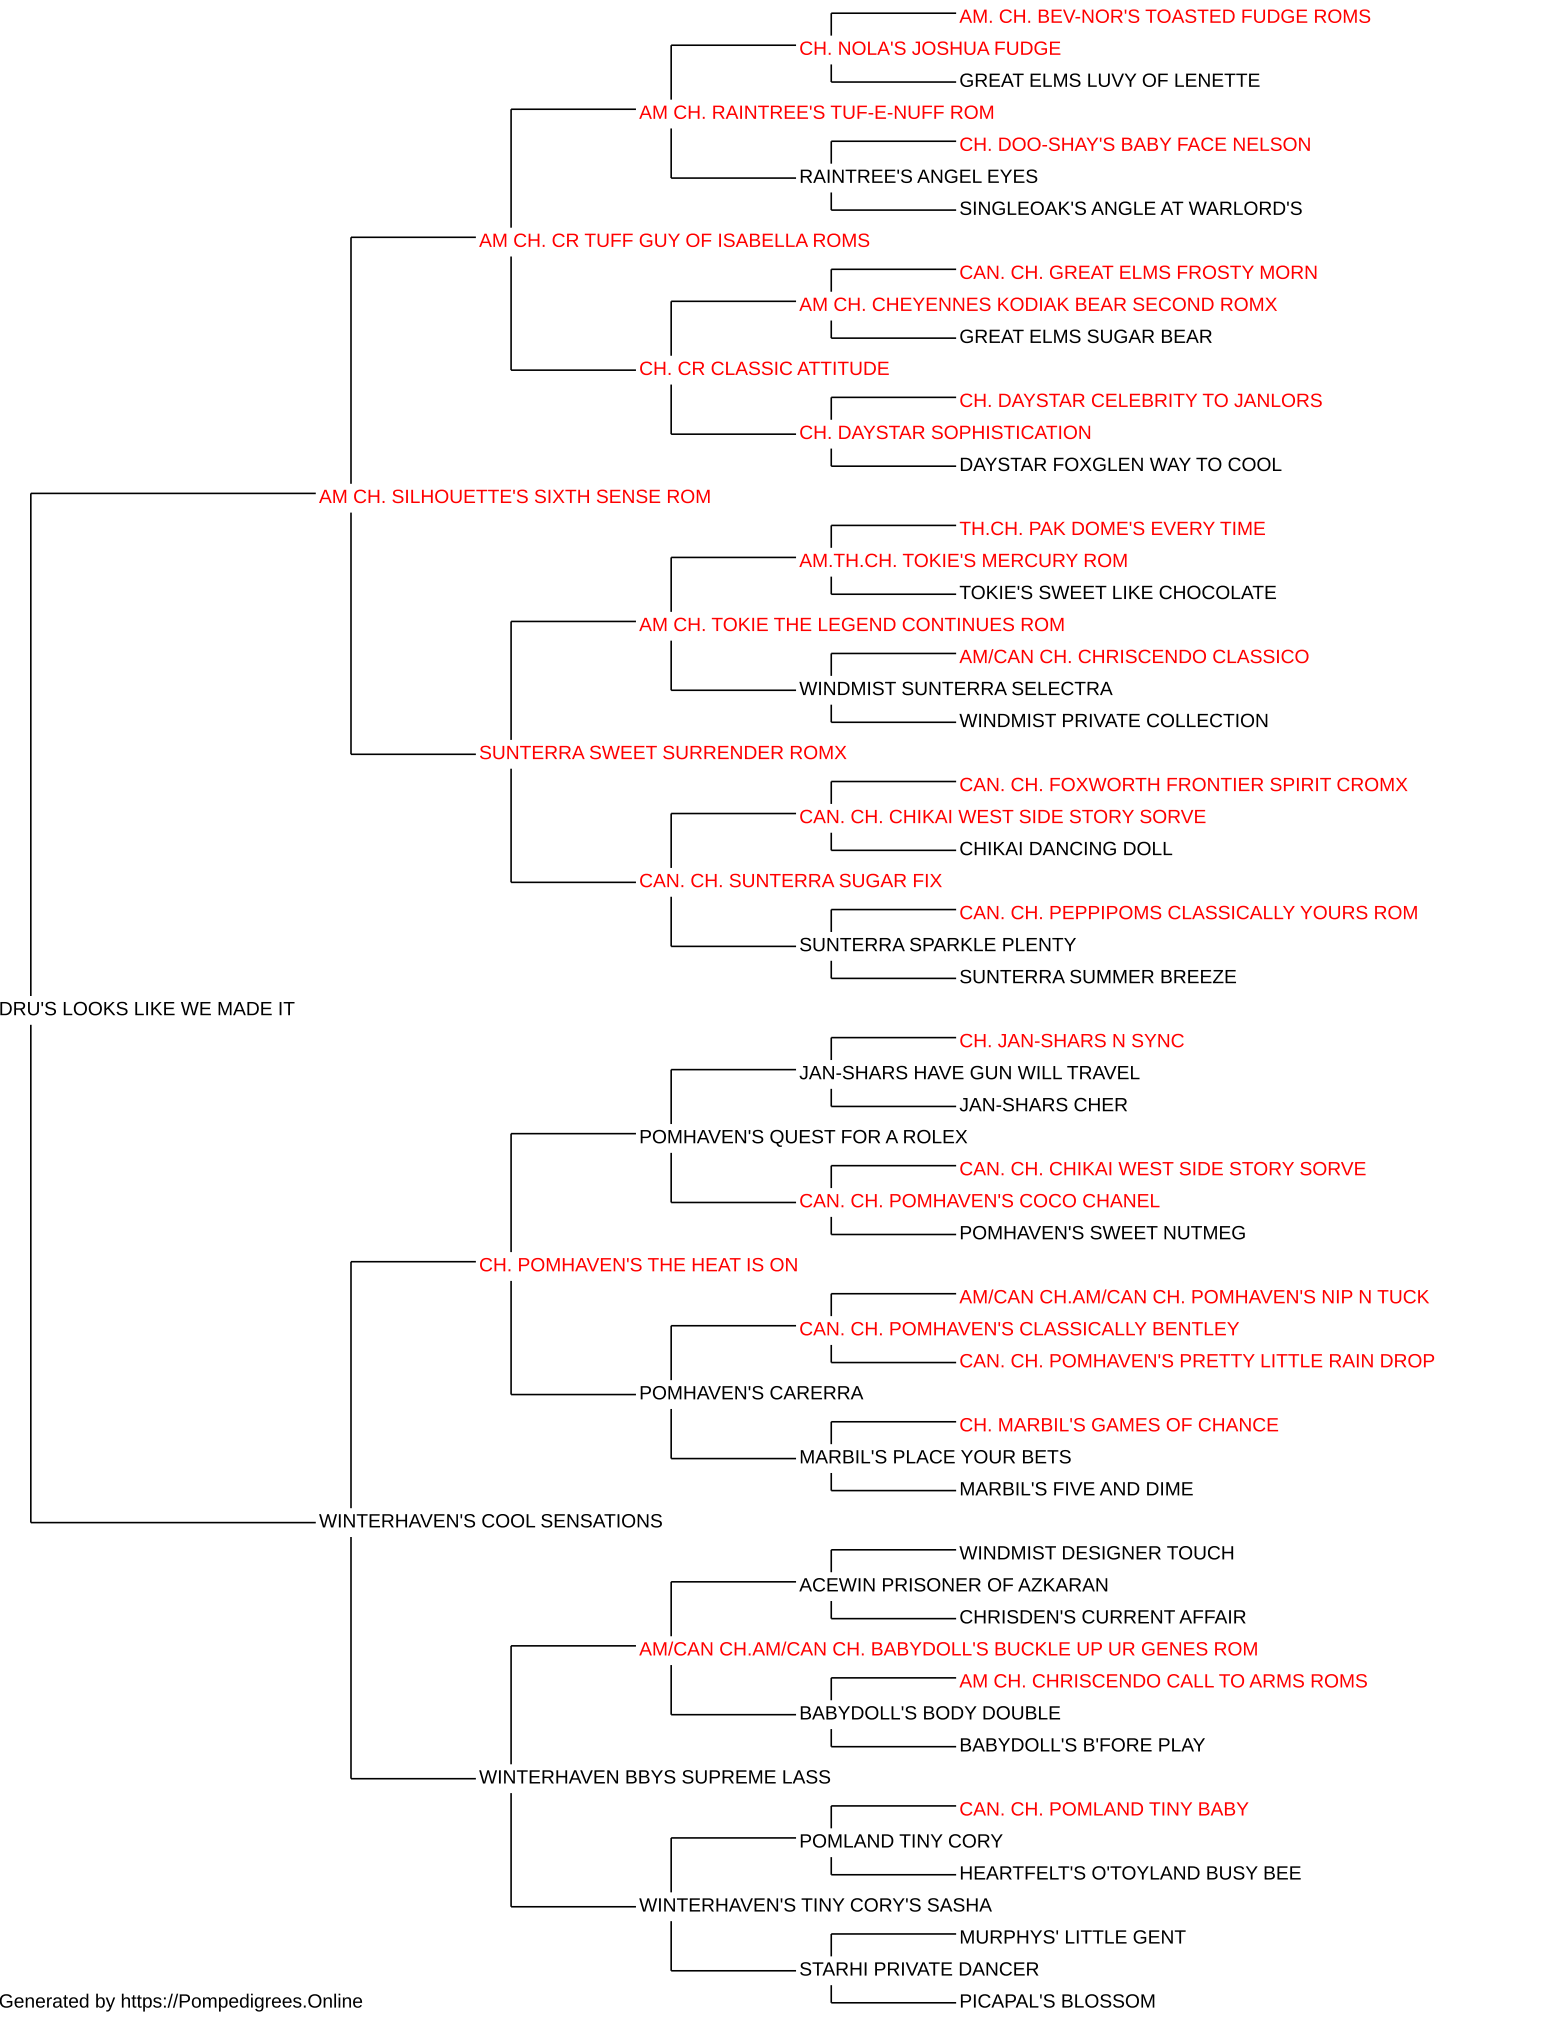 AM. CH. BEV-NOR'S TOASTED FUDGE ROMS
CH. NOLA'S JOSHUA FUDGE
GREAT ELMS LUVY OF LENETTE
AM CH. RAINTREE'S TUF-E-NUFF ROM
CH. DOO-SHAY'S BABY FACE NELSON
RAINTREE'S ANGEL EYES
SINGLEOAK'S ANGLE AT WARLORD'S
AM CH. CR TUFF GUY OF ISABELLA ROMS
CAN. CH. GREAT ELMS FROSTY MORN
AM CH. CHEYENNES KODIAK BEAR SECOND ROMX
GREAT ELMS SUGAR BEAR
CH. CR CLASSIC ATTITUDE
CH. DAYSTAR CELEBRITY TO JANLORS
CH. DAYSTAR SOPHISTICATION
DAYSTAR FOXGLEN WAY TO COOL
AM CH. SILHOUETTE'S SIXTH SENSE ROM
TH.CH. PAK DOME'S EVERY TIME
AM.TH.CH. TOKIE'S MERCURY ROM
TOKIE'S SWEET LIKE CHOCOLATE
AM CH. TOKIE THE LEGEND CONTINUES ROM
AM/CAN CH. CHRISCENDO CLASSICO
WINDMIST SUNTERRA SELECTRA
WINDMIST PRIVATE COLLECTION
SUNTERRA SWEET SURRENDER ROMX
CAN. CH. FOXWORTH FRONTIER SPIRIT CROMX
CAN. CH. CHIKAI WEST SIDE STORY SORVE
CHIKAI DANCING DOLL
CAN. CH. SUNTERRA SUGAR FIX
CAN. CH. PEPPIPOMS CLASSICALLY YOURS ROM
SUNTERRA SPARKLE PLENTY
SUNTERRA SUMMER BREEZE
DRU'S LOOKS LIKE WE MADE IT
CH. JAN-SHARS N SYNC
JAN-SHARS HAVE GUN WILL TRAVEL
JAN-SHARS CHER
POMHAVEN'S QUEST FOR A ROLEX
CAN. CH. CHIKAI WEST SIDE STORY SORVE
CAN. CH. POMHAVEN'S COCO CHANEL
POMHAVEN'S SWEET NUTMEG
CH. POMHAVEN'S THE HEAT IS ON
AM/CAN CH.AM/CAN CH. POMHAVEN'S NIP N TUCK
CAN. CH. POMHAVEN'S CLASSICALLY BENTLEY
CAN. CH. POMHAVEN'S PRETTY LITTLE RAIN DROP
POMHAVEN'S CARERRA
CH. MARBIL'S GAMES OF CHANCE
MARBIL'S PLACE YOUR BETS
MARBIL'S FIVE AND DIME
WINTERHAVEN'S COOL SENSATIONS
WINDMIST DESIGNER TOUCH
ACEWIN PRISONER OF AZKARAN
CHRISDEN'S CURRENT AFFAIR
AM/CAN CH.AM/CAN CH. BABYDOLL'S BUCKLE UP UR GENES ROM
AM CH. CHRISCENDO CALL TO ARMS ROMS
BABYDOLL'S BODY DOUBLE
BABYDOLL'S B'FORE PLAY
WINTERHAVEN BBYS SUPREME LASS
CAN. CH. POMLAND TINY BABY
POMLAND TINY CORY
HEARTFELT'S O'TOYLAND BUSY BEE
WINTERHAVEN'S TINY CORY'S SASHA
MURPHYS' LITTLE GENT
STARHI PRIVATE DANCER
PICAPAL'S BLOSSOM
Generated by https://Pompedigrees.Online